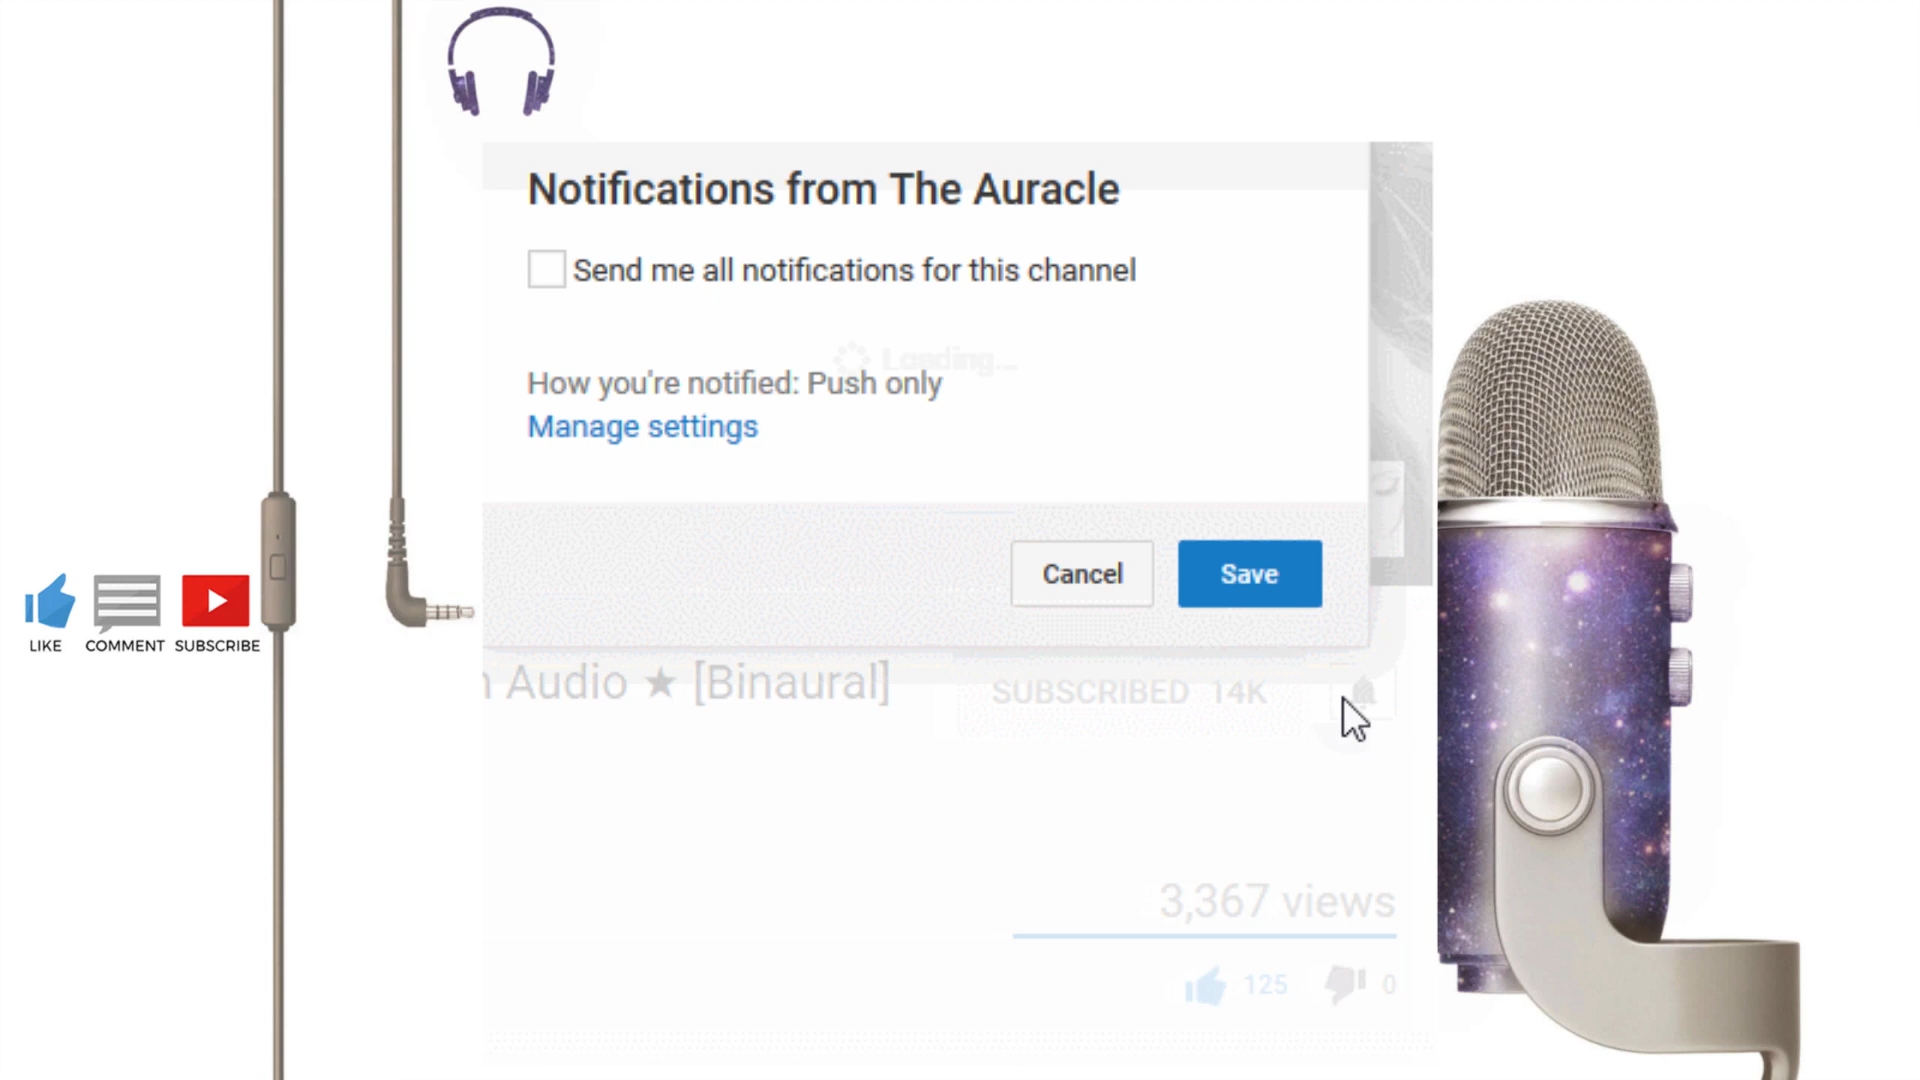 Notifications from The Auracle
Send me all notifications for this channel
Loading...
How you're notified: Push only
Manage settings
Cancel
Save
LIKE
COMMENT
SUBSCRIBE
n Audio ★ [Binaural]
SUBSCRIBED 14K
3,367 views
125
0